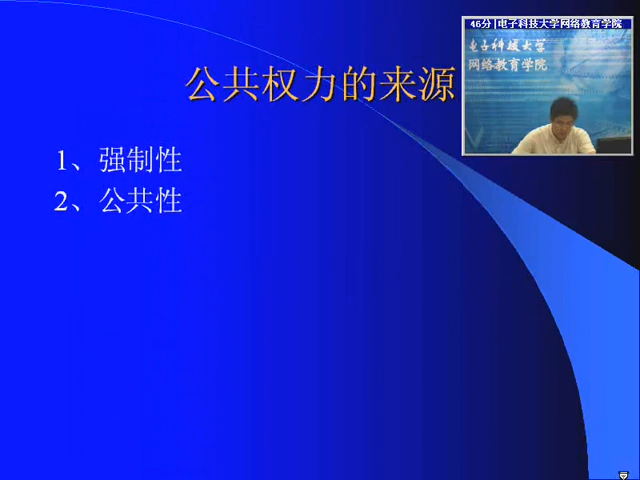 46分|电子科技大学网络教育学院
电子科技大学
网络教育学院
公共权力的来源
1、强制性
2、公共性